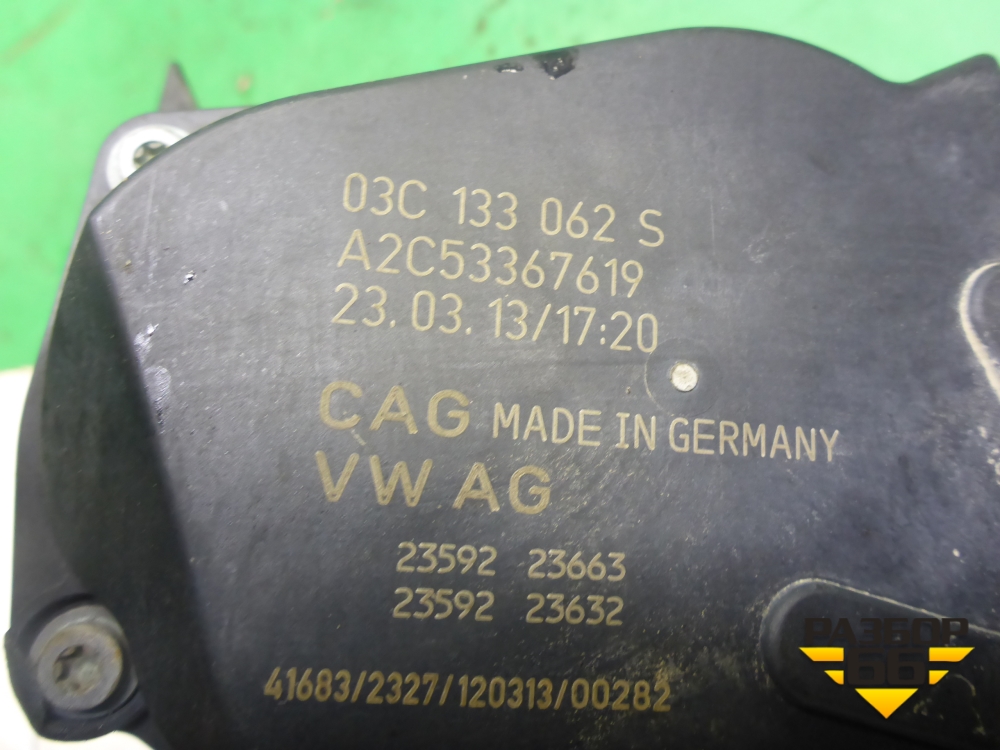 03C 133 062 S
A2C53367619
23.03.13/17:20
CAG MADE IN GERMANY
VW AG
23592 23663
23592 23632
41683/2327/120313/00282
РАЗБОР
66